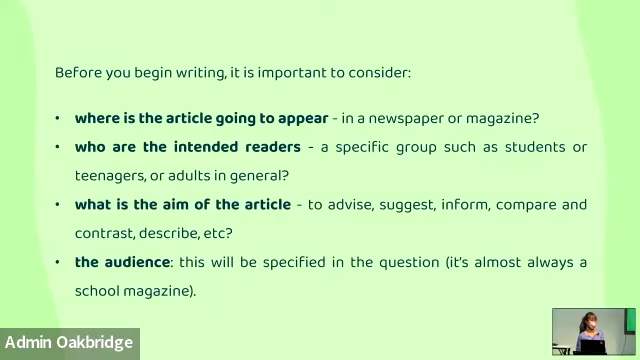 Before you begin writing, it is important to consider:
• where is the article going to appear - in a newspaper or magazine?
• who are the intended readers - a specific group such as students or
teenagers, or adults in general?
• what is the aim of the article - to advise, suggest, inform, compare and
contrast, describe, etc?
• the audience: this will be specified in the question (it's almost always a
school magazine).
Admin Oakbridge